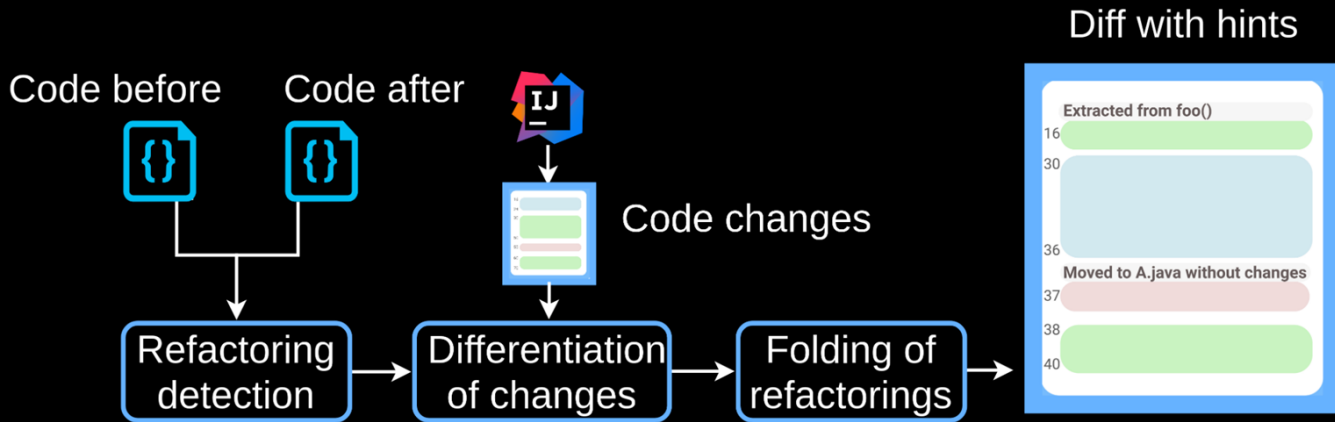 Diff with hints
Code before
Code after
IJ
{}
{}
Extracted from foo()
16
30
36
Moved to A.java without changes
37
38
40
Code changes
Refactoring
detection
Differentiation
of changes
Folding of
refactorings